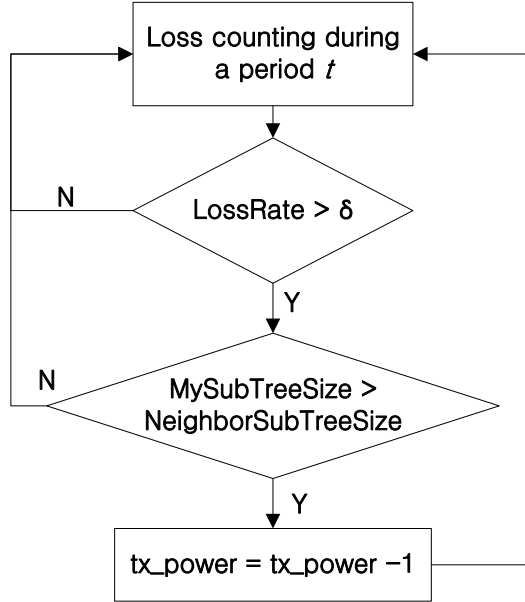 Loss counting during
a period t
LossRate > δ
N
Y
MySubTreeSize >
NeighborSubTreeSize
N
Y
tx_power = tx_power −1